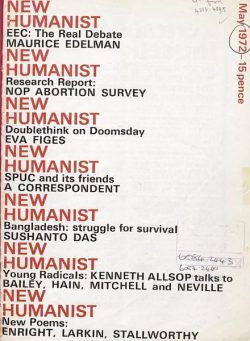 NEW
HUMANIST
EEC: The Real Debate
MAURICE EDELMAN
NEW
HUMANIST
Research Report:
NOP ABORTION SURVEY
NEW
HUMANIST
Doublethink on Doomsday
EVA FIGES
NEW
HUMANIST
SPUC and its friends
A CORRESPONDENT
NEW
HUMANIST
Bangladesh: struggle for survival
SUSHANTO DAS
NEW
HUMANIST
Young Radicals: KENNETH ALLSOP talks to
BAILEY, HAIN, MITCHELL and NEVILLE
NEW
HUMANIST
New Poems:
ENRIGHT, LARKIN, STALLWORTHY
May 1972 – 15 pence